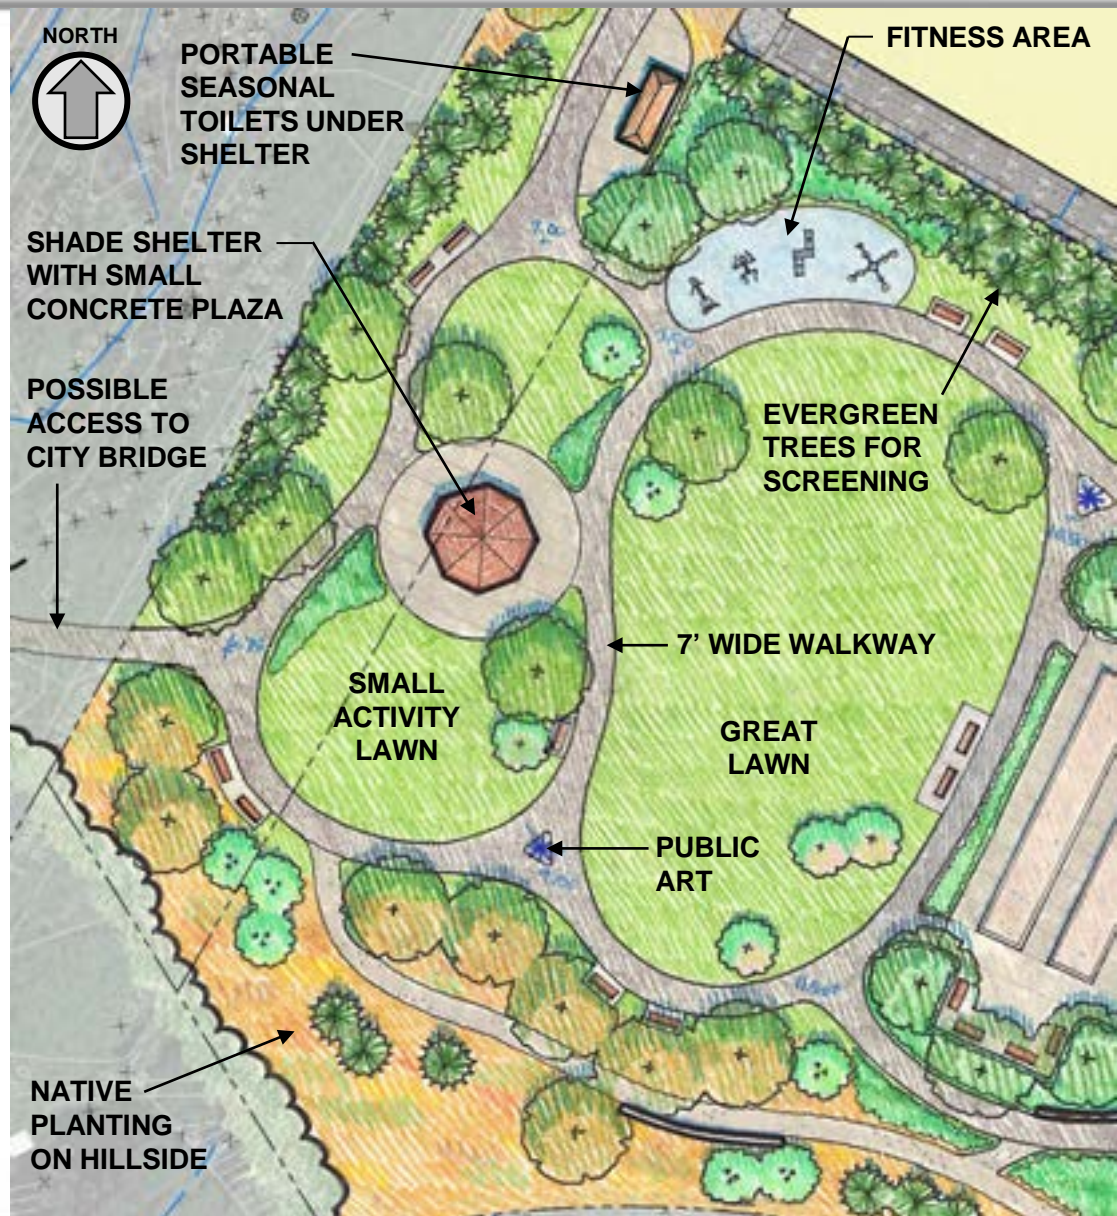 NORTH
PORTABLE
SEASONAL
TOILETS UNDER
SHELTER
FITNESS AREA
SHADE SHELTER
WITH SMALL
CONCRETE PLAZA
POSSIBLE
ACCESS TO
CITY BRIDGE
EVERGREEN
TREES FOR
SCREENING
7' WIDE WALKWAY
SMALL
ACTIVITY
LAWN
GREAT
LAWN
PUBLIC
ART
NATIVE
PLANTING
ON HILLSIDE